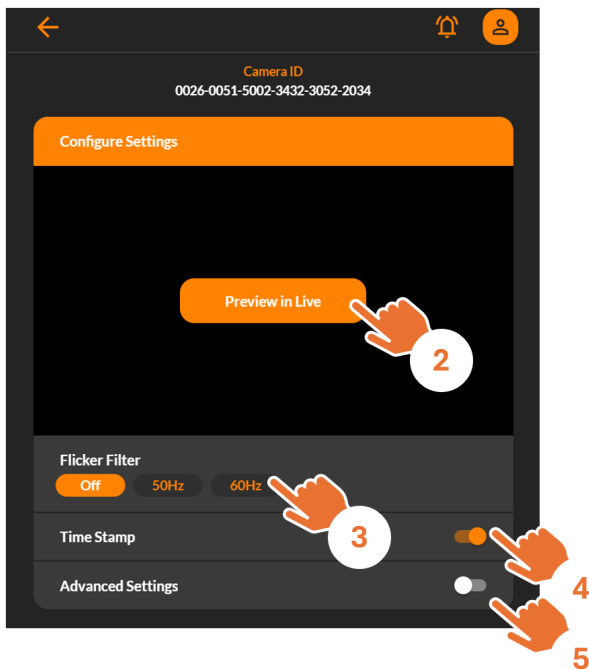 Camera ID
0026-0051-5002-3432-3052-2034
Configure Settings
Preview in Live
2
Flicker Filter
Off 50Hz 60Hz
3
Time Stamp
4
Advanced Settings
5